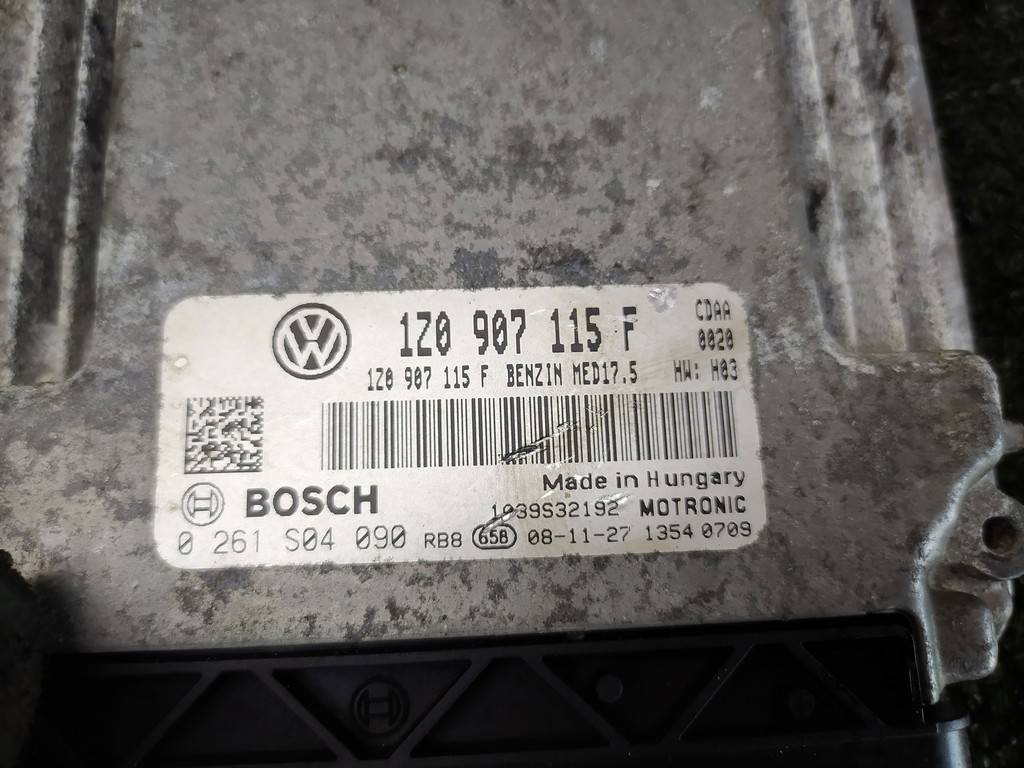 1Z0 907 115 F
CDAA
0020
1Z0 907 115 F BENZIN MED17.5 HW: H03
BOSCH
Made in Hungary
1039S32192 MOTRONIC
0 261 S04 090 RB8 658 08-11-27 1354 0709